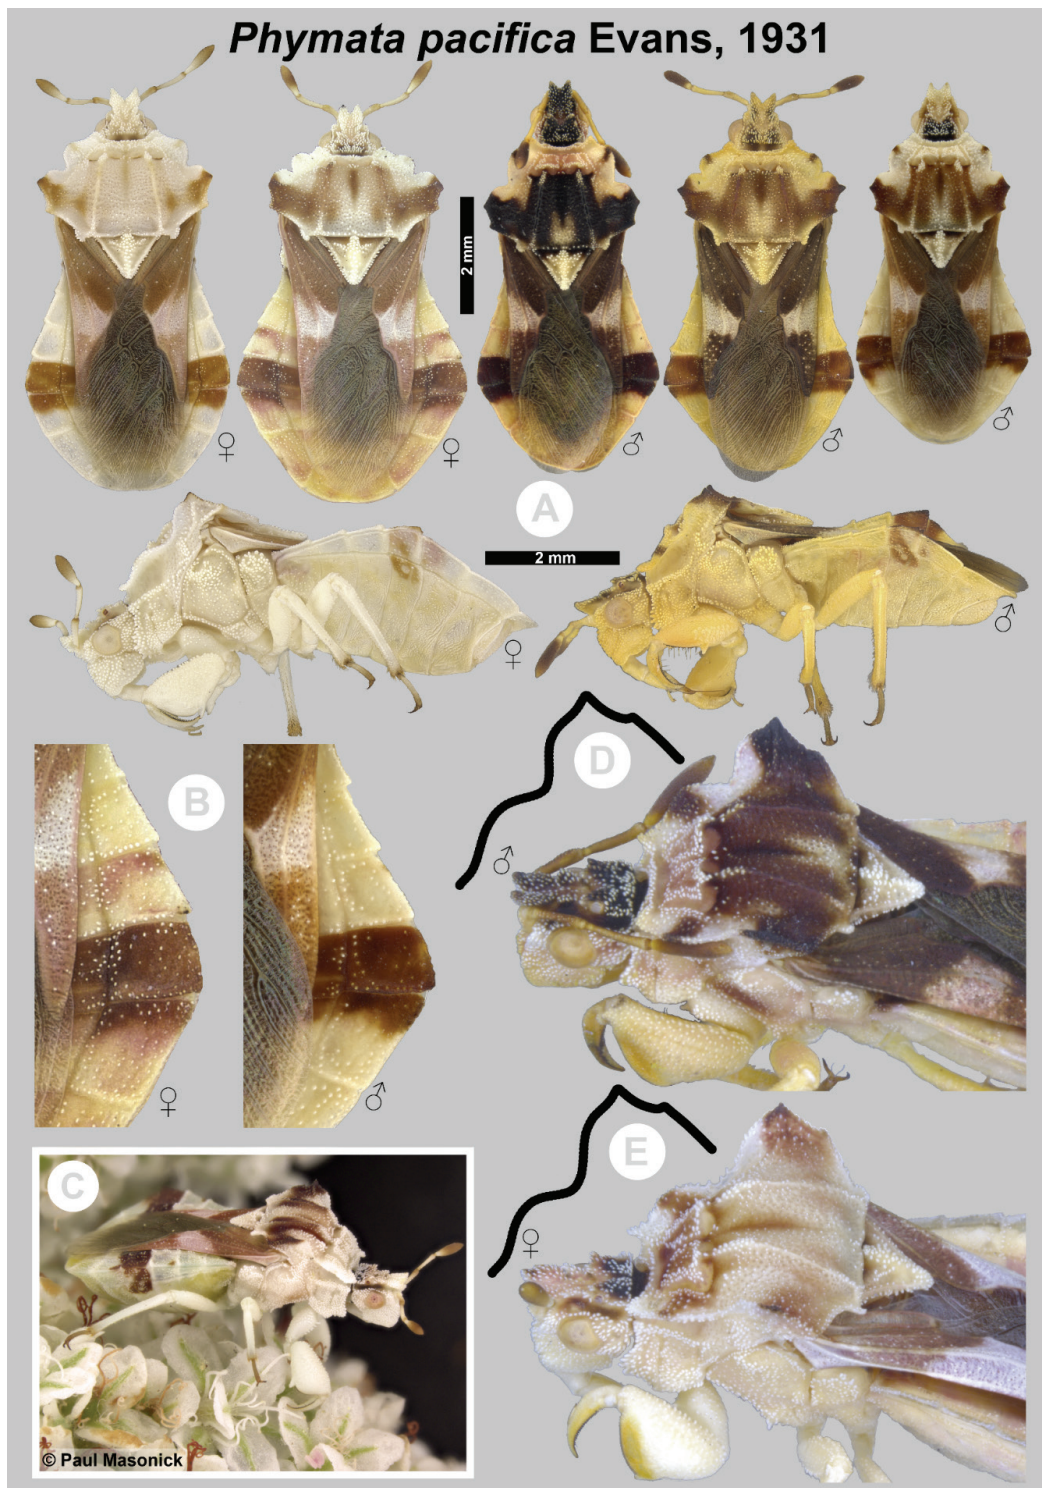 Phymata pacifica Evans, 1931
2 mm
♀
♀
♂
♂
♂
A
2 mm
♀
♂
B
D
♂
♀
♂
E
♀
C
© Paul Masonick